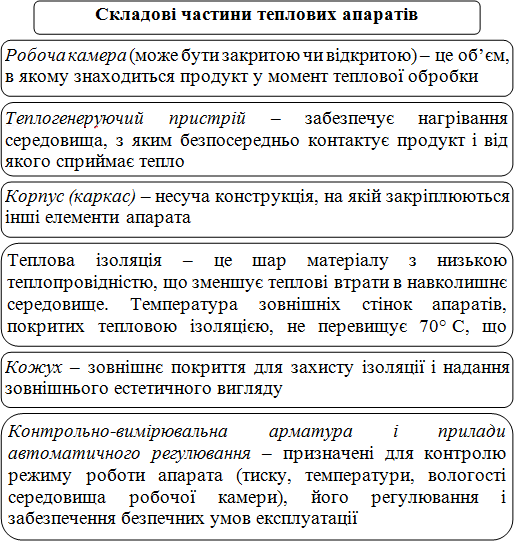 Складові частини теплових апаратів
Робоча камера (може бути закритою чи відкритою) – це об’єм,
в якому знаходиться продукт у момент теплової обробки
Теплогенеруючий пристрій – забезпечує нагрівання
середовища, з яким безпосередньо контактує продукт і від
якого сприймає тепло
Корпус (каркас) – несуча конструкція, на якій закріплюються
інші елементи апарата
Теплова ізоляція – це шар матеріалу з низькою
теплопровідністю, що зменшує теплові втрати в навколишнє
середовище. Температура зовнішніх стінок апаратів,
покритих тепловою ізоляцією, не перевищує 70° С, що
Кожух – зовнішнє покриття для захисту ізоляції і надання
зовнішнього естетичного вигляду
Контрольно-вимірювальна арматура і прилади
автоматичного регулювання – призначені для контролю
режиму роботи апарата (тиску, температури, вологості
середовища робочої камери), його регулювання і
забезпечення безпечних умов експлуатації